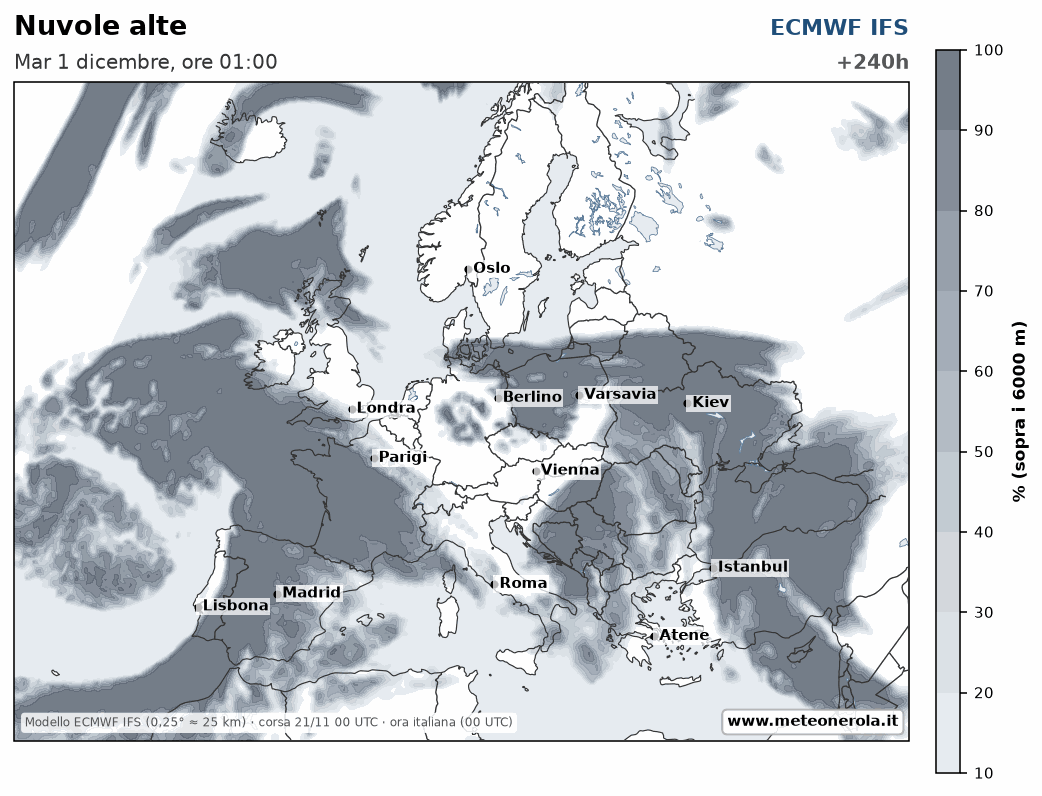 Nuvole alte
ECMWF IFS
Mar 1 dicembre, ore 01:00
+240h
Oslo
Londra
Berlino
Varsavia
Kiev
Parigi
Vienna
Istanbul
Roma
Madrid
Lisbona
Atene
Modello ECMWF IFS (0,25° ≈ 25 km) · corsa 21/11 00 UTC · ora italiana (00 UTC)
www.meteonerola.it
100
90
80
70
60
50
40
30
20
10
% (sopra i 6000 m)